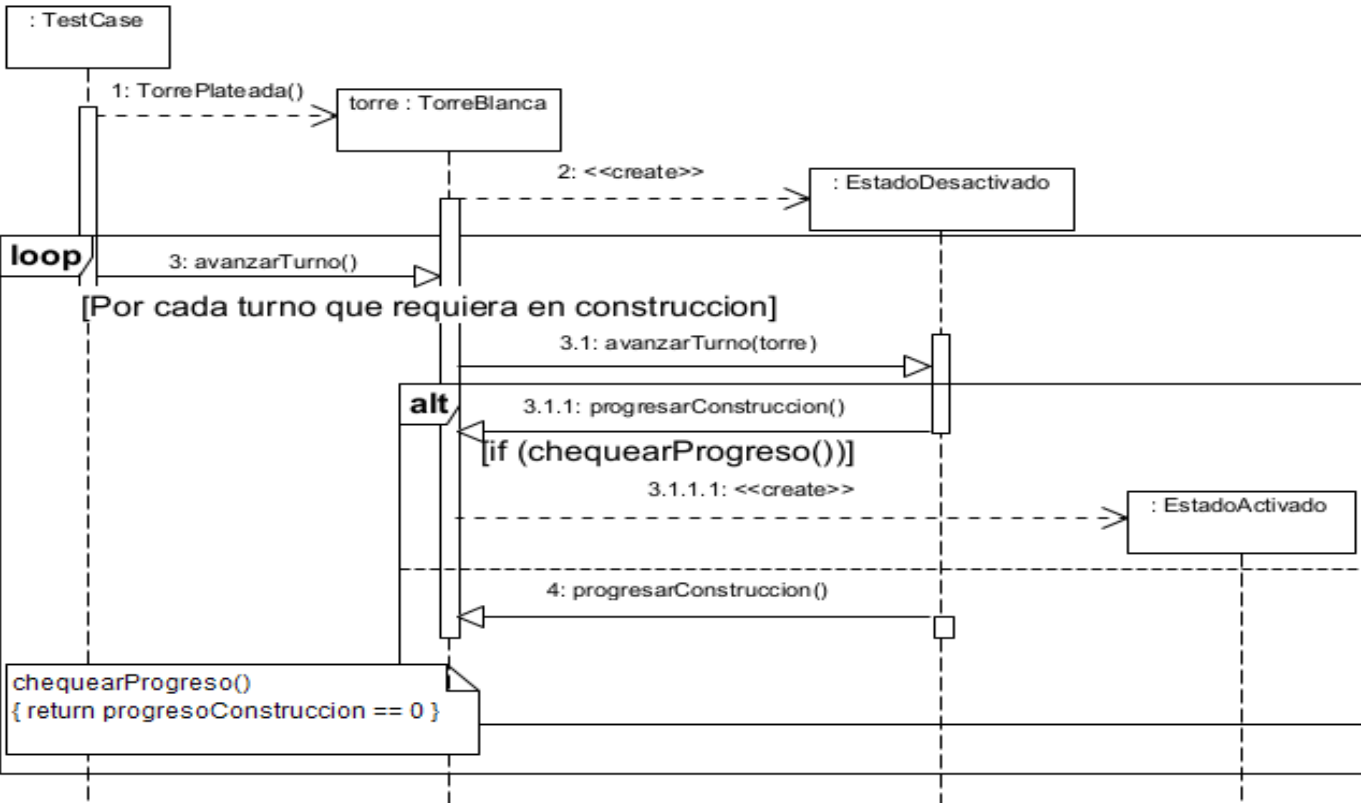 : TestCase
1: TorrePlateada()
torre : TorreBlanca
2: <<create>>
: EstadoDesactivado
loop
3: avanzarTurno()
[Por cada turno que requiera en construccion]
3.1: avanzarTurno(torre)
alt
3.1.1: progresarConstruccion()
[if (chequearProgreso())]
3.1.1.1: <<create>>
: EstadoActivado
4: progresarConstruccion()
chequearProgreso()
{ return progresoConstruccion == 0 }